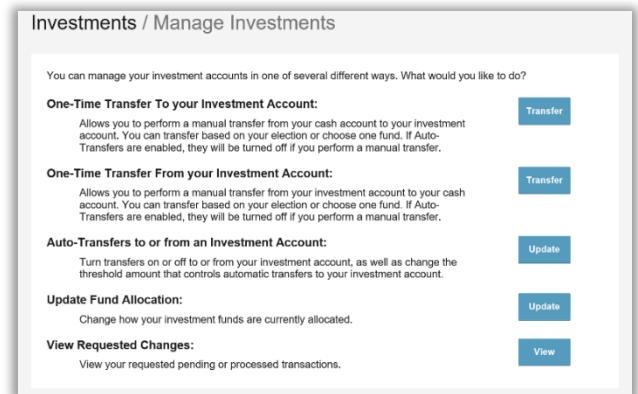 Investments / Manage Investments
You can manage your investment accounts in one of several different ways. What would you like to do?
One-Time Transfer To your Investment Account:
Transfer
Allows you to perform a manual transfer from your cash account to your investment
account. You can transfer based on your election or choose one fund. If Auto-
Transfers are enabled, they will be turned off if you perform a manual transfer.
One-Time Transfer From your Investment Account:
Transfer
Allows you to perform a manual transfer from your investment account to your cash
account. You can transfer based on your election or choose one fund. If Auto-
Transfers are enabled, they will be turned off if you perform a manual transfer.
Auto-Transfers to or from an Investment Account:
Update
Turn transfers on or off to or from your investment account, as well as change the
threshold amount that controls automatic transfers to your investment account.
Update Fund Allocation:
Update
Change how your investment funds are currently allocated.
View Requested Changes:
View
View your requested pending or processed transactions.